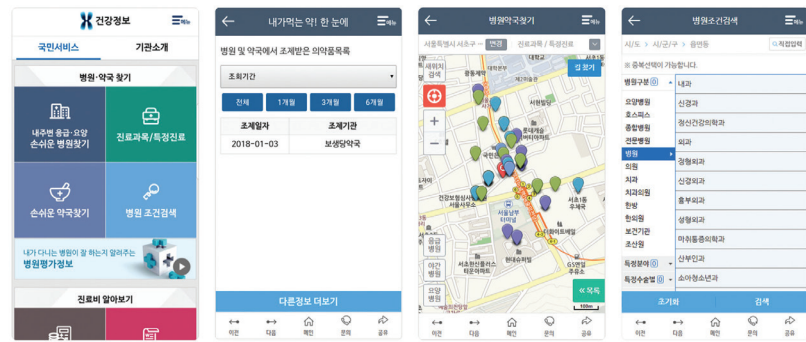 건강정보
메뉴
국민서비스
기관소개
병원·약국 찾기
내주변 응급·요양
손쉬운 병원찾기
진료과목/특정진료
손쉬운 약국찾기
병원 조건검색
내가 다니는 병원이 잘 하는지 알려주는
병원평가정보
진료비 알아보기
내가먹는 약! 한 눈에
메뉴
병원 및 약국에서 조제받은 의약품목록
조회기간
전체
1개월
3개월
6개월
조제일자
조제기관
2018-01-03
보생당약국
다른정보 더보기
이전
다음
메인
문의
공유
병원약국찾기
메뉴
서울특별시 서초구
변경
진료과목 / 특정진료
새위치
검색
길찾기
서울남부
터미널
현대슈퍼빌
응급
병원
야간
병원
요양
병원
목록
100m
이전
다음
메인
문의
공유
병원조건검색
메뉴
시/도 > 시/군/구 > 읍면동
직접입력
※ 중복선택이 가능합니다.
병원구분
요양병원
호스피스
종합병원
전문병원
병원
의원
치과
치과의원
한방
한의원
보건기관
조산원
특정분야
특정수술별
내과
신경과
정신건강의학과
외과
정형외과
신경외과
흉부외과
성형외과
마취통증의학과
산부인과
소아청소년과
초기화
검색
이전
다음
메인
문의
공유